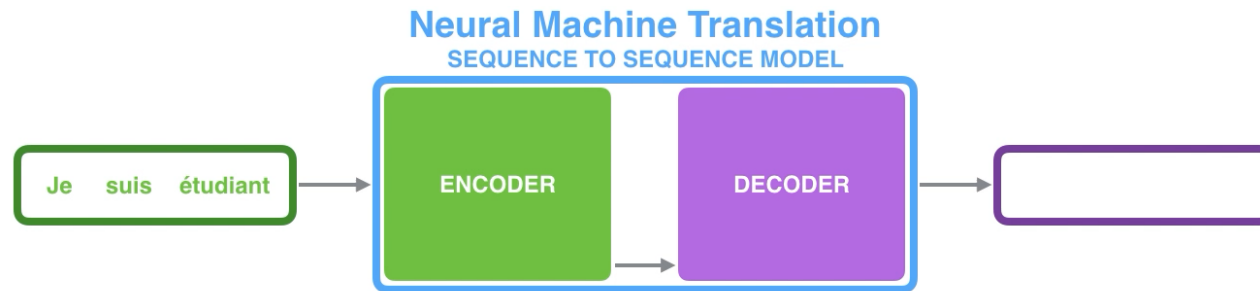 Neural Machine Translation
SEQUENCE TO SEQUENCE MODEL
Je suis étudiant
ENCODER
DECODER